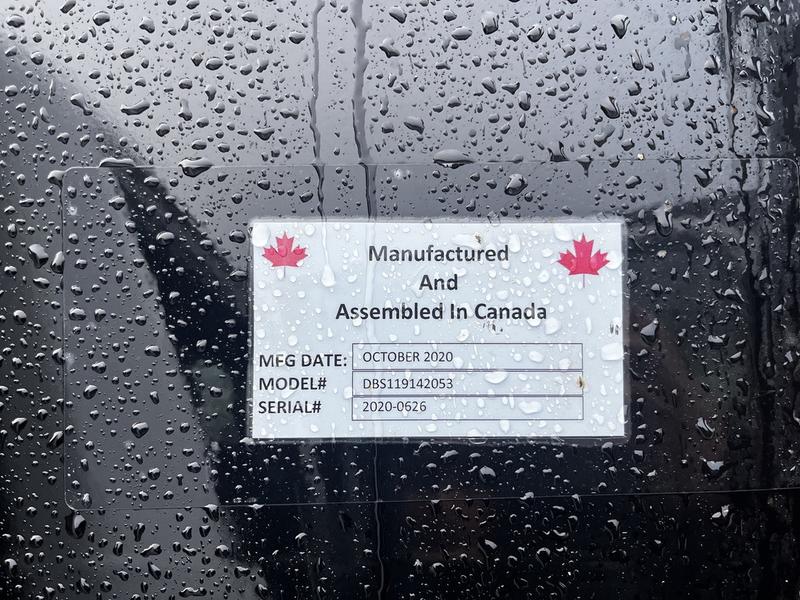 Manufactured
And
Assembled In Canada
MFG DATE: OCTOBER 2020
MODEL# DBS119142053
SERIAL# 2020-0626